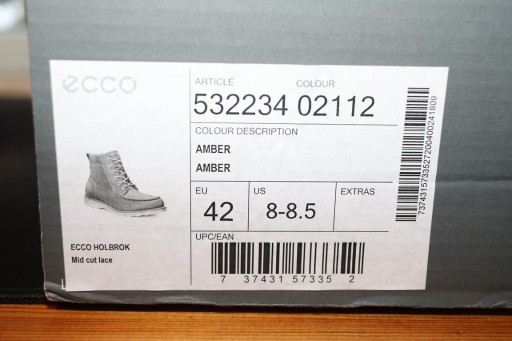 ecco
ARTICLE COLOUR
532234 02112
COLOUR DESCRIPTION
AMBER
AMBER
EU US EXTRAS
42 8-8.5
UPC/EAN
7 37431 57335 2
ECCO HOLBROK
Mid cut lace
7374315733527200400241809